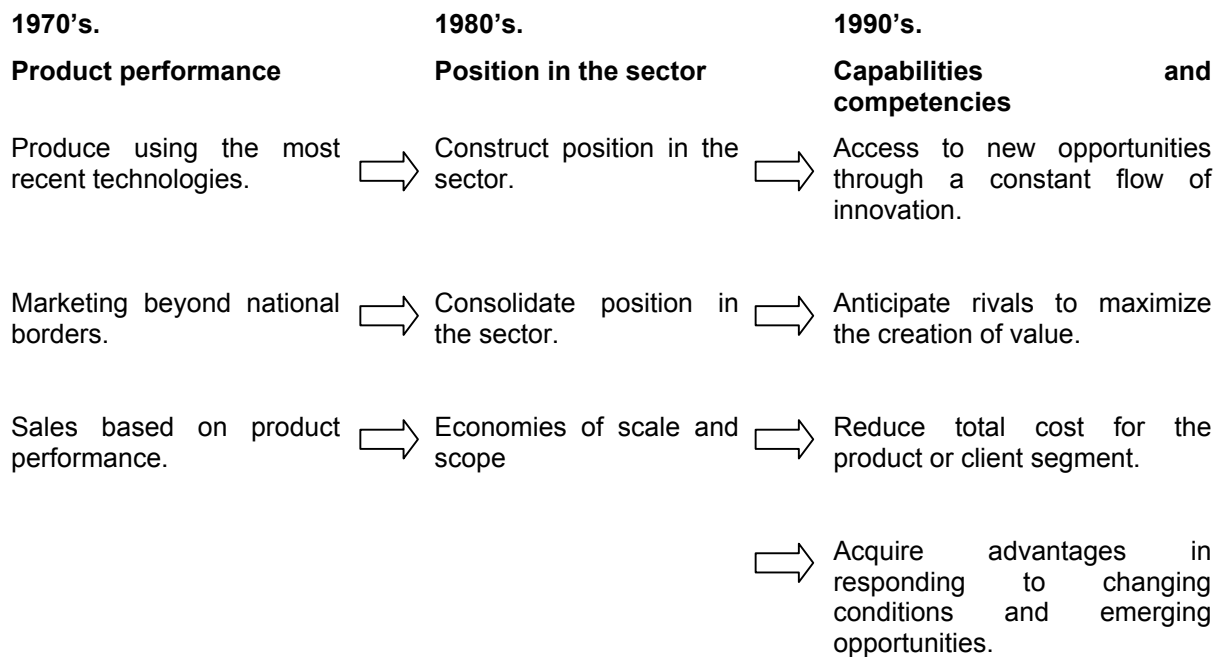 1970’s.
1980’s.
1990’s.
Product performance
Position in the sector
Capabilities and
competencies
Produce using the most
recent technologies.
Construct position in the
sector.
Access to new opportunities
through a constant flow of
innovation.
Marketing beyond national
borders.
Consolidate position in
the sector.
Anticipate rivals to maximize
the creation of value.
Sales based on product
performance.
Economies of scale and
scope
Reduce total cost for the
product or client segment.
Acquire advantages in
responding to changing
conditions and emerging
opportunities.